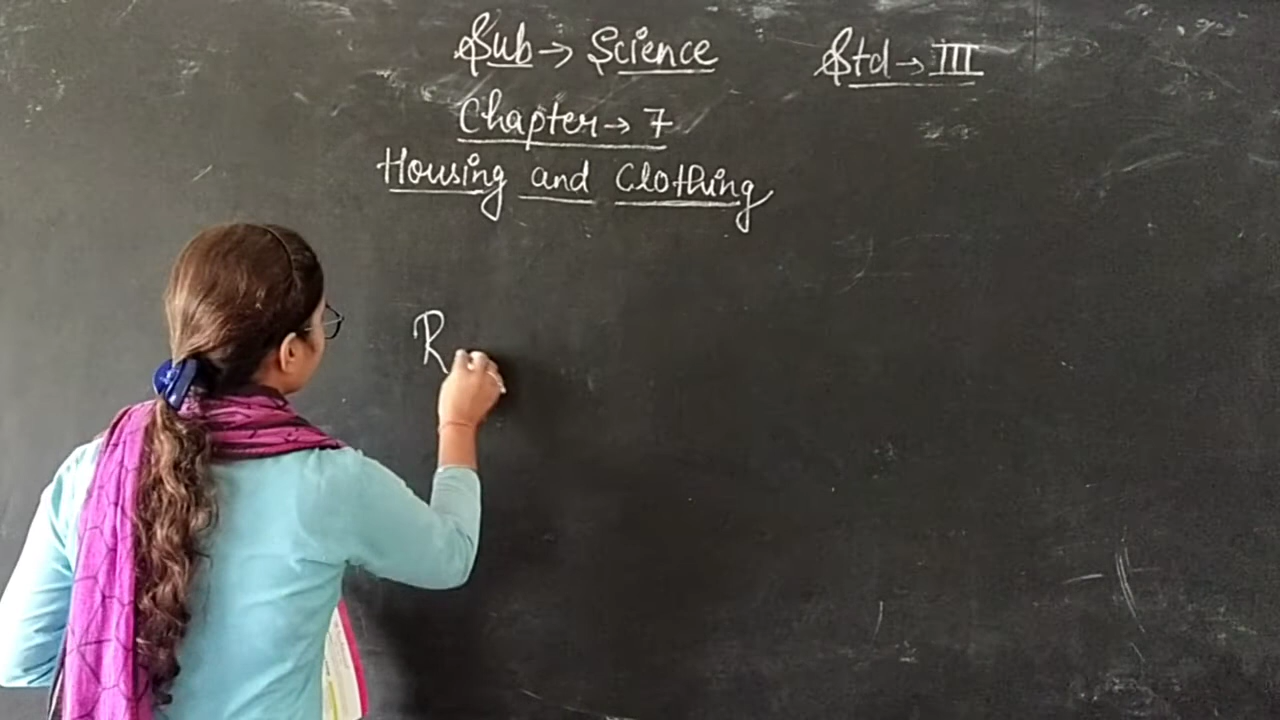 Sub → Science Std → III
Chapter → 7
Housing and Clothing
R